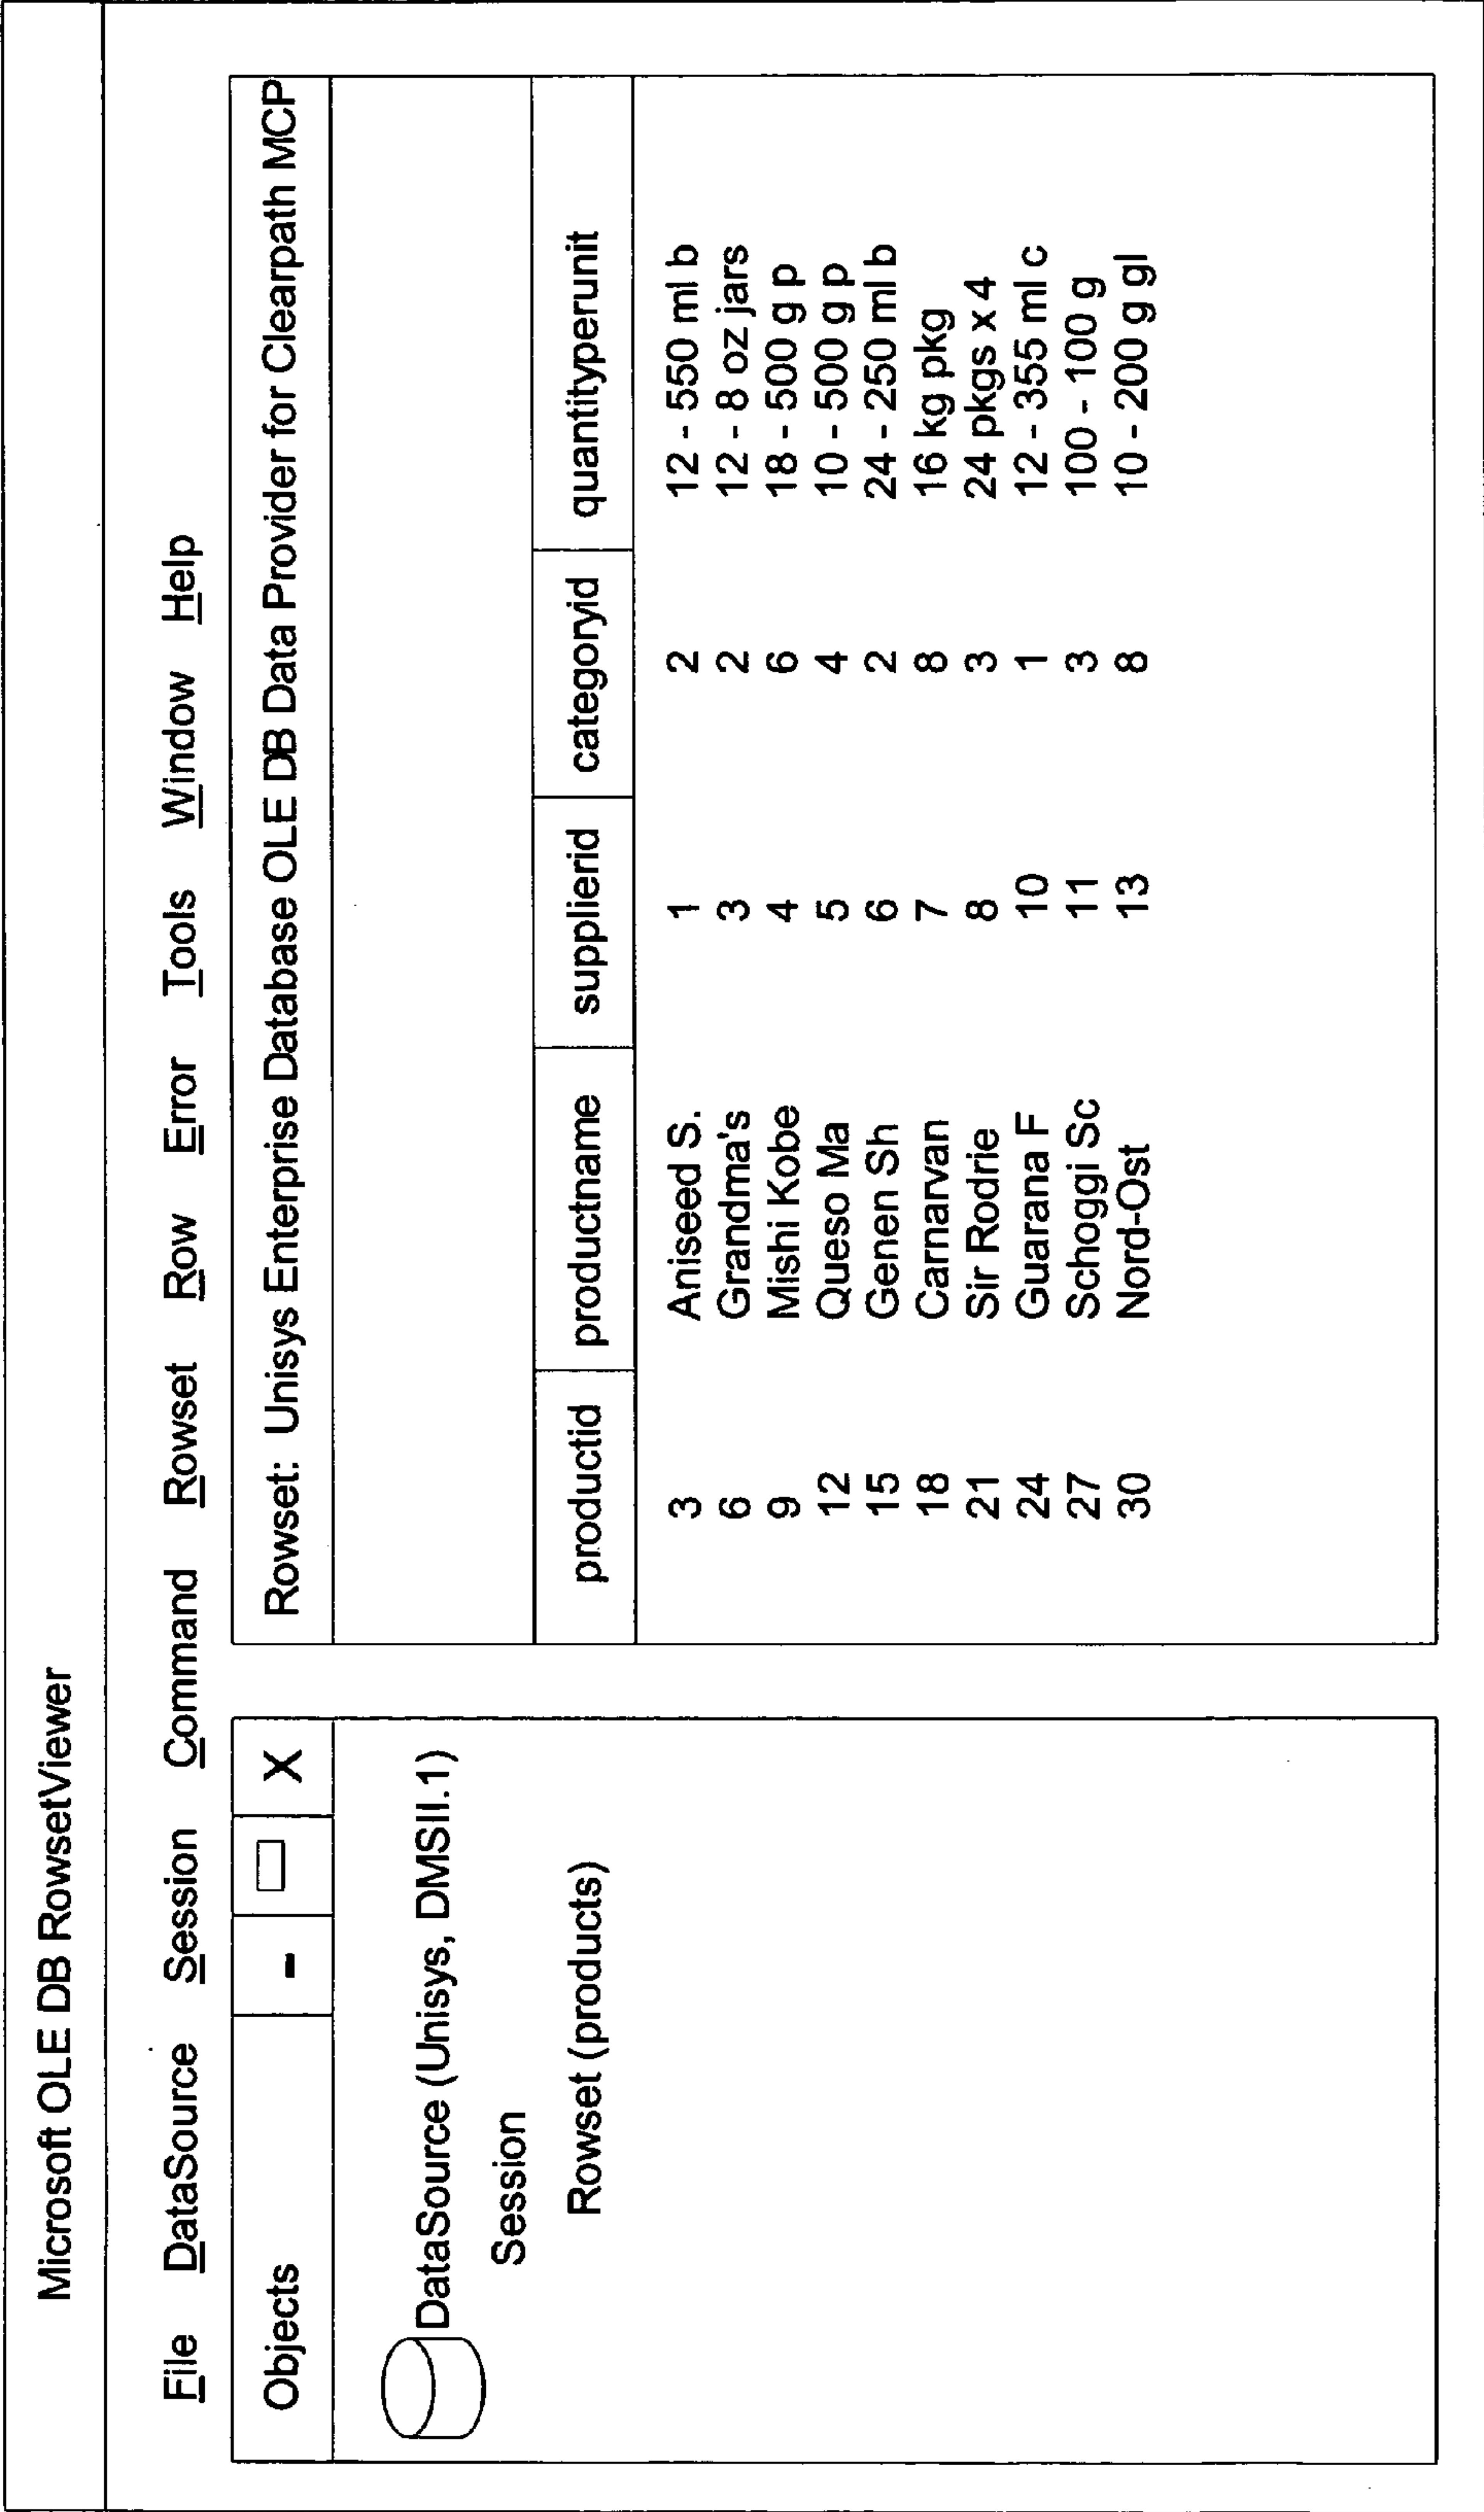 Microsoft OLE DB RowsetViewer
File DataSource Session Command Rowset Row Error Tools Window Help
Objects - X
DataSource (Unisys, DMSII.1)
Session
Rowset (products)
Rowset: Unisys Enterprise Database OLE DB Data Provider for Clearpath MCP
productid productname supplierid categoryid quantityperunit
3 Aniseed S. 1 2 12 - 550 ml b
6 Grandma's 3 2 12 - 8 oz jars
9 Mishi Kobe 4 6 18 - 500 g p
12 Queso Ma 5 4 10 - 500 g p
15 Genen Sh 6 2 24 - 250 ml b
18 Carnarvan 7 8 16 kg pkg
21 Sir Rodrie 8 3 24 pkgs x 4
24 Guarana F 10 1 12 - 355 ml c
27 Schoggi Sc 11 3 100 - 100 g
30 Nord-Ost 13 8 10 - 200 g gl